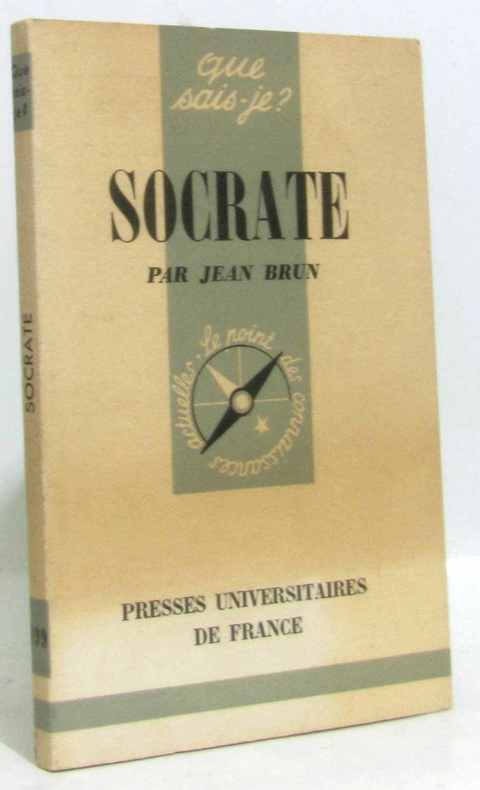 que
sais-je?
SOCRATE
PAR JEAN BRUN
Le point des connaissances actuelles
PRESSES UNIVERSITAIRES
DE FRANCE
SOCRATE